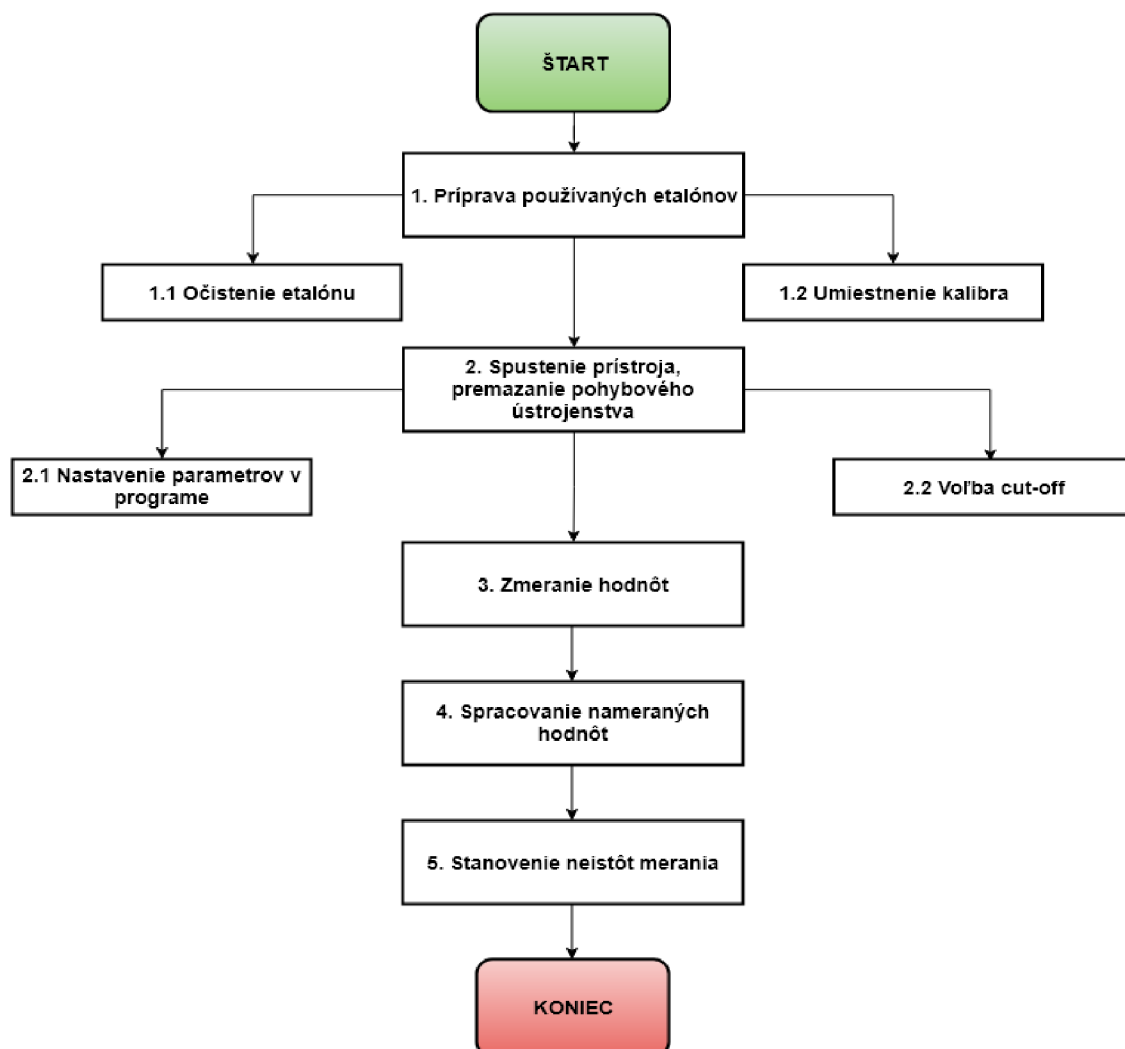 ŠTART
1. Príprava používaných etalónov
1.1 Očistenie etalónu
1.2 Umiestnenie kalibra
2. Spustenie prístroja,
premazanie pohybového
ústrojenstva
2.1 Nastavenie parametrov v
programe
2.2 Voľba cut-off
3. Zmeranie hodnôt
4. Spracovanie nameraných
hodnôt
5. Stanovenie neistôt merania
KONIEC